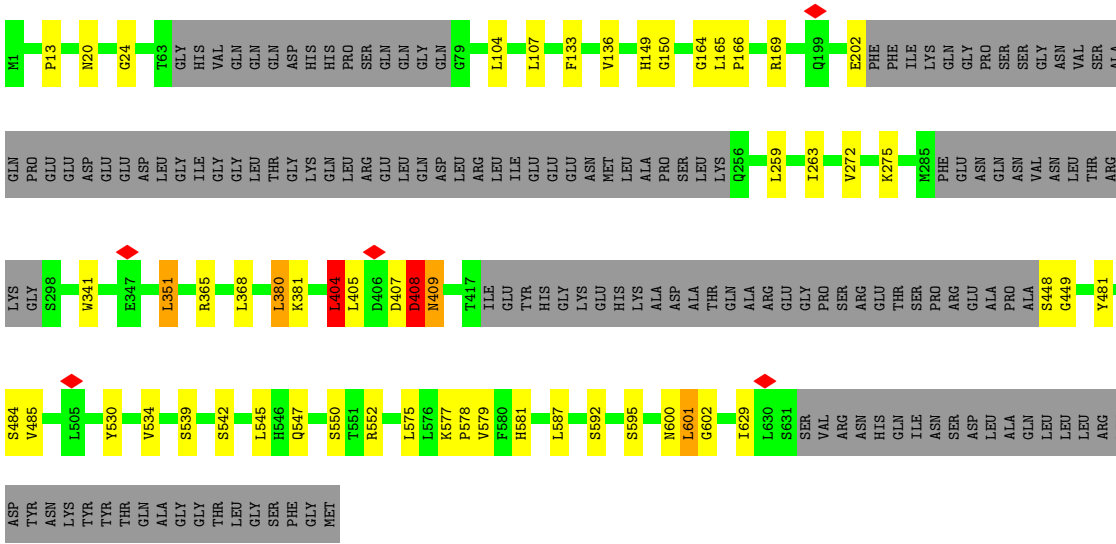 M1 P13 N20 G24 T63 GLY HIS VAL GLN GLN GLN ASP HIS HIS PRO SER GLN GLN GLY GLN G79 L104 L107 F133 V136 H149 G150 G164 L165 P166 R169 Q199 E202 PHE PHE ILE LYS GLN GLY PRO SER SER GLY ASN VAL SER ALA
GLN PRO GLU GLU ASP GLU GLU ASP LEU GLY ILE GLY GLY LEU THR GLY LYS GLN LEU ARG GLU LEU GLN ASP LEU ARG LEU ILE GLU GLU GLU ASN MET LEU ALA PRO SER LEU LYS Q256 L259 I263 V272 K275 M285 PHE GLU ASN GLN ASN VAL ASN LEU THR ARG
LYS GLY S298 W341 E347 L351 R365 L368 L380 K381 L404 L405 D406 D407 D408 N409 T417 ILE GLU TYR HIS GLY LYS GLU HIS LYS ALA ASP ALA THR GLN ALA ARG GLU GLY PRO SER ARG GLU THR SER PRO ARG GLU ALA PRO ALA S448 G449 Y481
S484 V485 L505 Y530 V534 S539 S542 L545 H546 Q547 S550 T551 R552 L575 L576 K577 P578 V579 F580 H581 L587 S592 S595 N600 L601 G602 I629 L630 S631 SER VAL ARG ASN HIS GLN ILE ASN SER ASP LEU ALA GLN LEU LEU LEU ARG
ASP TYR ASN LYS TYR TYR THR GLN ALA GLY GLY THR LEU GLY SER PHE GLY MET